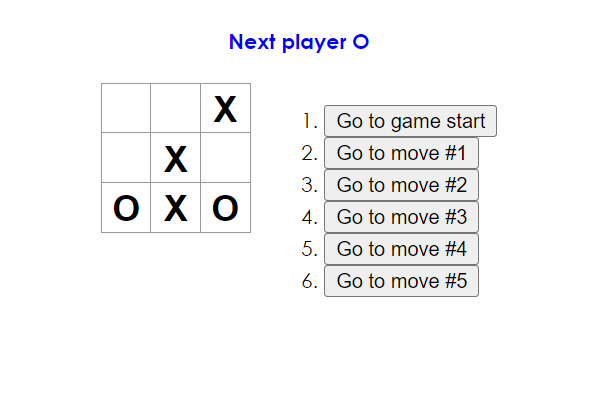 Next player O
X
X
O X O
1. Go to game start
2. Go to move #1
3. Go to move #2
4. Go to move #3
5. Go to move #4
6. Go to move #5